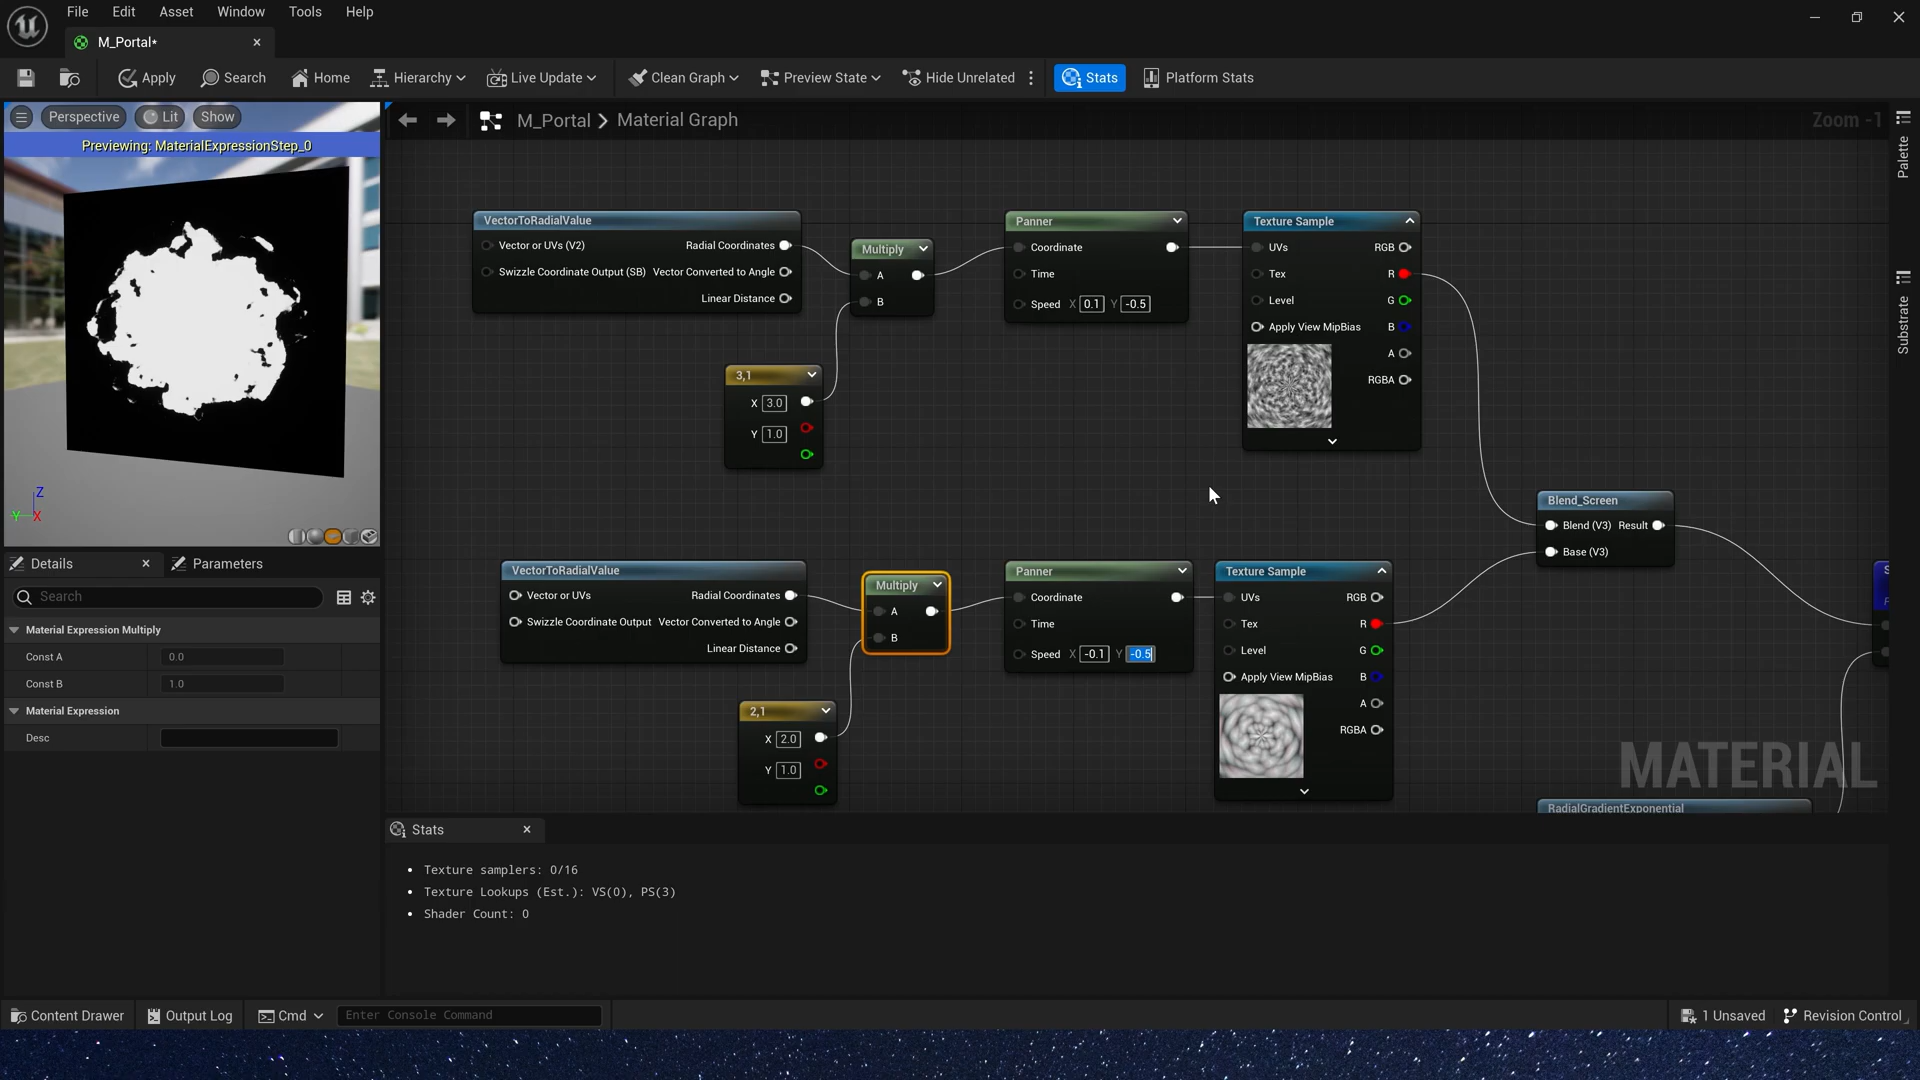 File Edit Asset Window Tools Help
M_Portal*
Apply Search Home Hierarchy Live Update Clean Graph Preview State Hide Unrelated Stats Platform Stats
Perspective Lit Show
Previewing: MaterialExpressionStep_0
M_Portal > Material Graph
Zoom -1
Palette
Substrate
VectorToRadialValue
Vector or UVs (V2) Radial Coordinates
Swizzle Coordinate Output (SB) Vector Converted to Angle
Linear Distance
Multiply
A
B
3,1
X 3.0
Y 1.0
Panner
Coordinate
Time
Speed X 0.1 Y -0.5
Texture Sample
UVs RGB
Tex R
Level G
Apply View MipBias B
A
RGBA
Blend_Screen
Blend (V3) Result
Base (V3)
VectorToRadialValue
Vector or UVs Radial Coordinates
Swizzle Coordinate Output Vector Converted to Angle
Linear Distance
Multiply
A
B
2,1
X 2.0
Y 1.0
Panner
Coordinate
Time
Speed X -0.1 Y -0.5
Texture Sample
UVs RGB
Tex R
Level G
Apply View MipBias B
A
RGBA
MATERIAL
RadialGradientExponential
Z
Y X
Details Parameters
Search
Material Expression Multiply
Const A 0.0
Const B 1.0
Material Expression
Desc
Stats
• Texture samplers: 0/16
• Texture Lookups (Est.): VS(0), PS(3)
• Shader Count: 0
Content Drawer Output Log Cmd Enter Console Command 1 Unsaved Revision Control